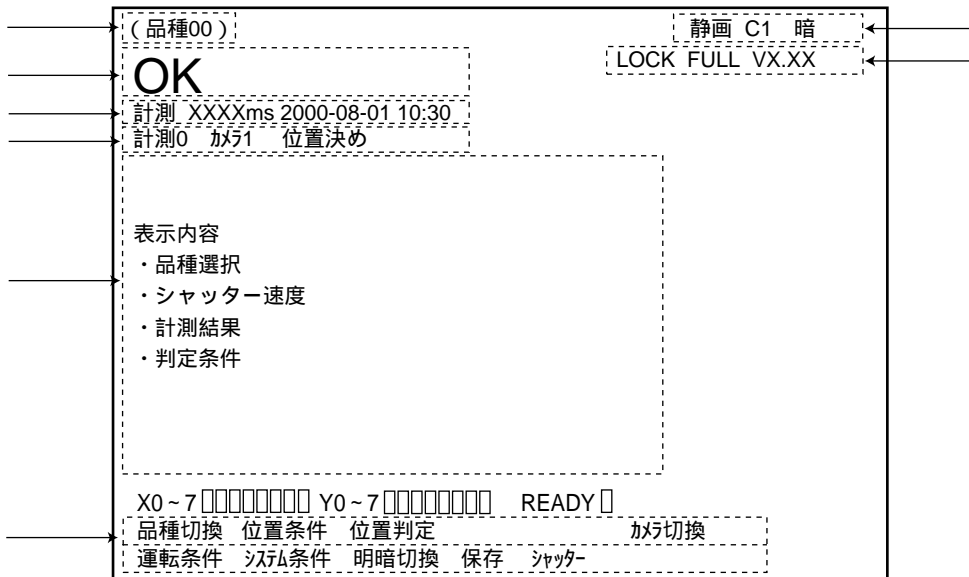 （品種00） 静画 C1 暗
OK LOCK FULL VX.XX
計測 XXXXms 2000-08-01 10:30
計測0 ｶﾒﾗ1 位置決め
表示内容
・品種選択
・シャッター速度
・計測結果
・判定条件
X0~7 Y0~7 READY
品種切換 位置条件 位置判定 ｶﾒﾗ切換
運転条件 ｼｽﾃﾑ条件 明暗切換 保存 ｼｬｯﾀｰ